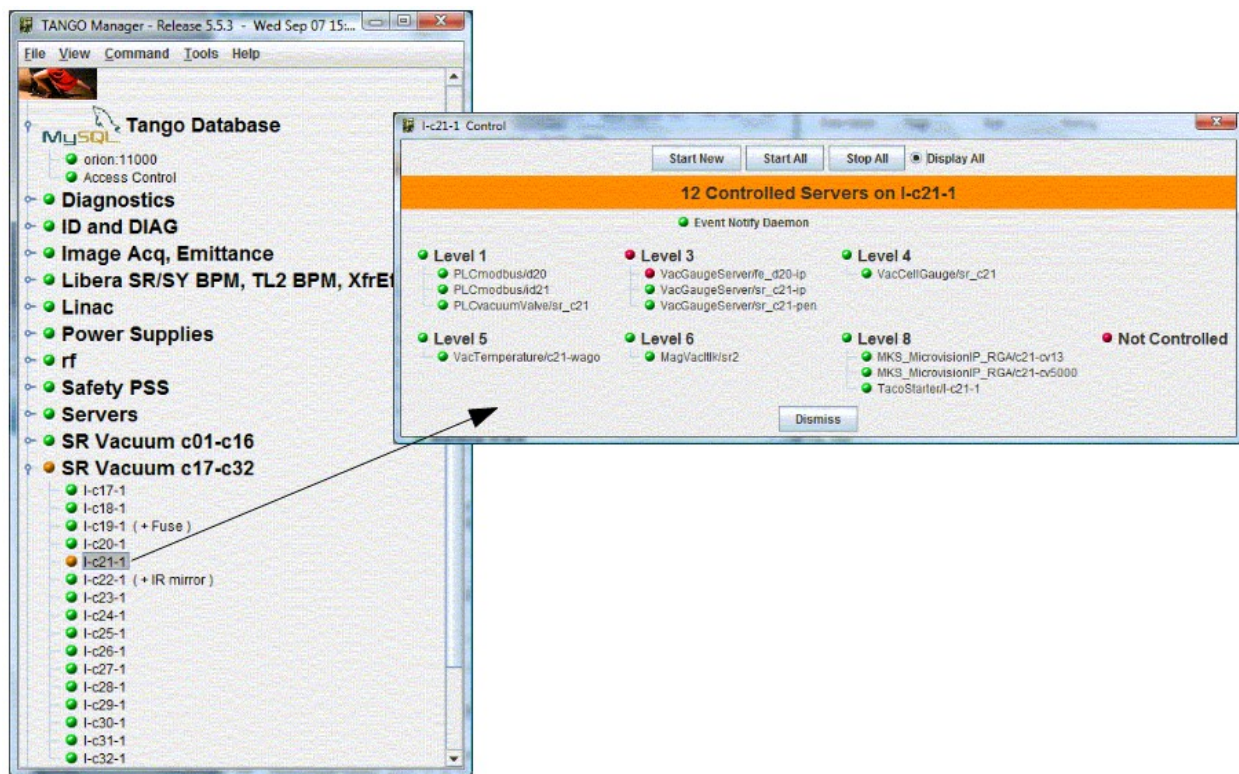 TANGO Manager - Release 5.5.3 - Wed Sep 07 15:...
File View Command Tools Help
MySQL Tango Database
orion:11000
Access Control
Diagnostics
ID and DIAG
Image Acq, Emittance
Libera SR/SY BPM, TL2 BPM, XfrEf
Linac
Power Supplies
rf
Safety PSS
Servers
SR Vacuum c01-c16
SR Vacuum c17-c32
l-c17-1
l-c18-1
l-c19-1 ( + Fuse )
l-c20-1
l-c21-1
l-c22-1 ( + IR mirror )
l-c23-1
l-c24-1
l-c25-1
l-c26-1
l-c27-1
l-c28-1
l-c29-1
l-c30-1
l-c31-1
l-c32-1
l-c21-1 Control
Start New Start All Stop All Display All
12 Controlled Servers on l-c21-1
Event Notify Daemon
Level 1
PLCmodbus/d20
PLCmodbus/id21
PLCvacuumValve/sr_c21
Level 3
VacGaugeServer/fe_d20-ip
VacGaugeServer/sr_c21-ip
VacGaugeServer/sr_c21-pen
Level 4
VacCellGauge/sr_c21
Level 5
VacTemperature/c21-wago
Level 6
MagVacItlk/sr2
Level 8
MKS_MicrovisionIP_RGA/c21-cv13
MKS_MicrovisionIP_RGA/c21-cv5000
TacoStarter/l-c21-1
Not Controlled
Dismiss